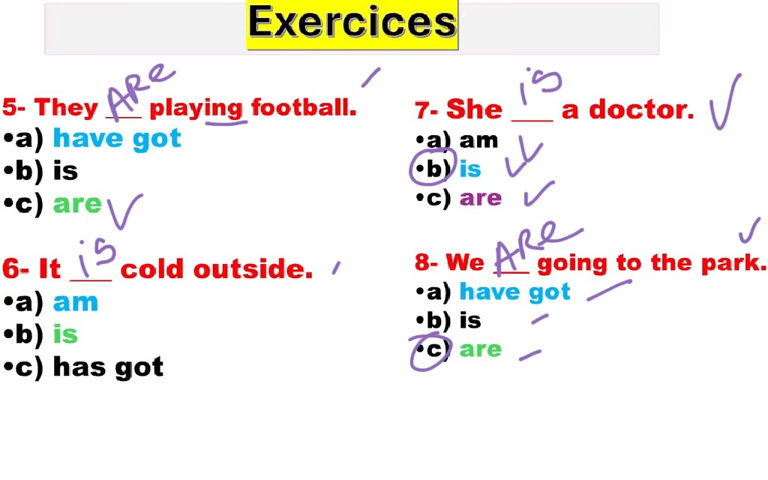 Exercices
5- They ARe playing football.
•a) have got
•b) is
•c) are
6- It is cold outside.
•a) am
•b) is
•c) has got
7- She is a doctor.
•a) am
•b) is
•c) are
8- We ARe going to the park.
•a) have got
•b) is
•c) are